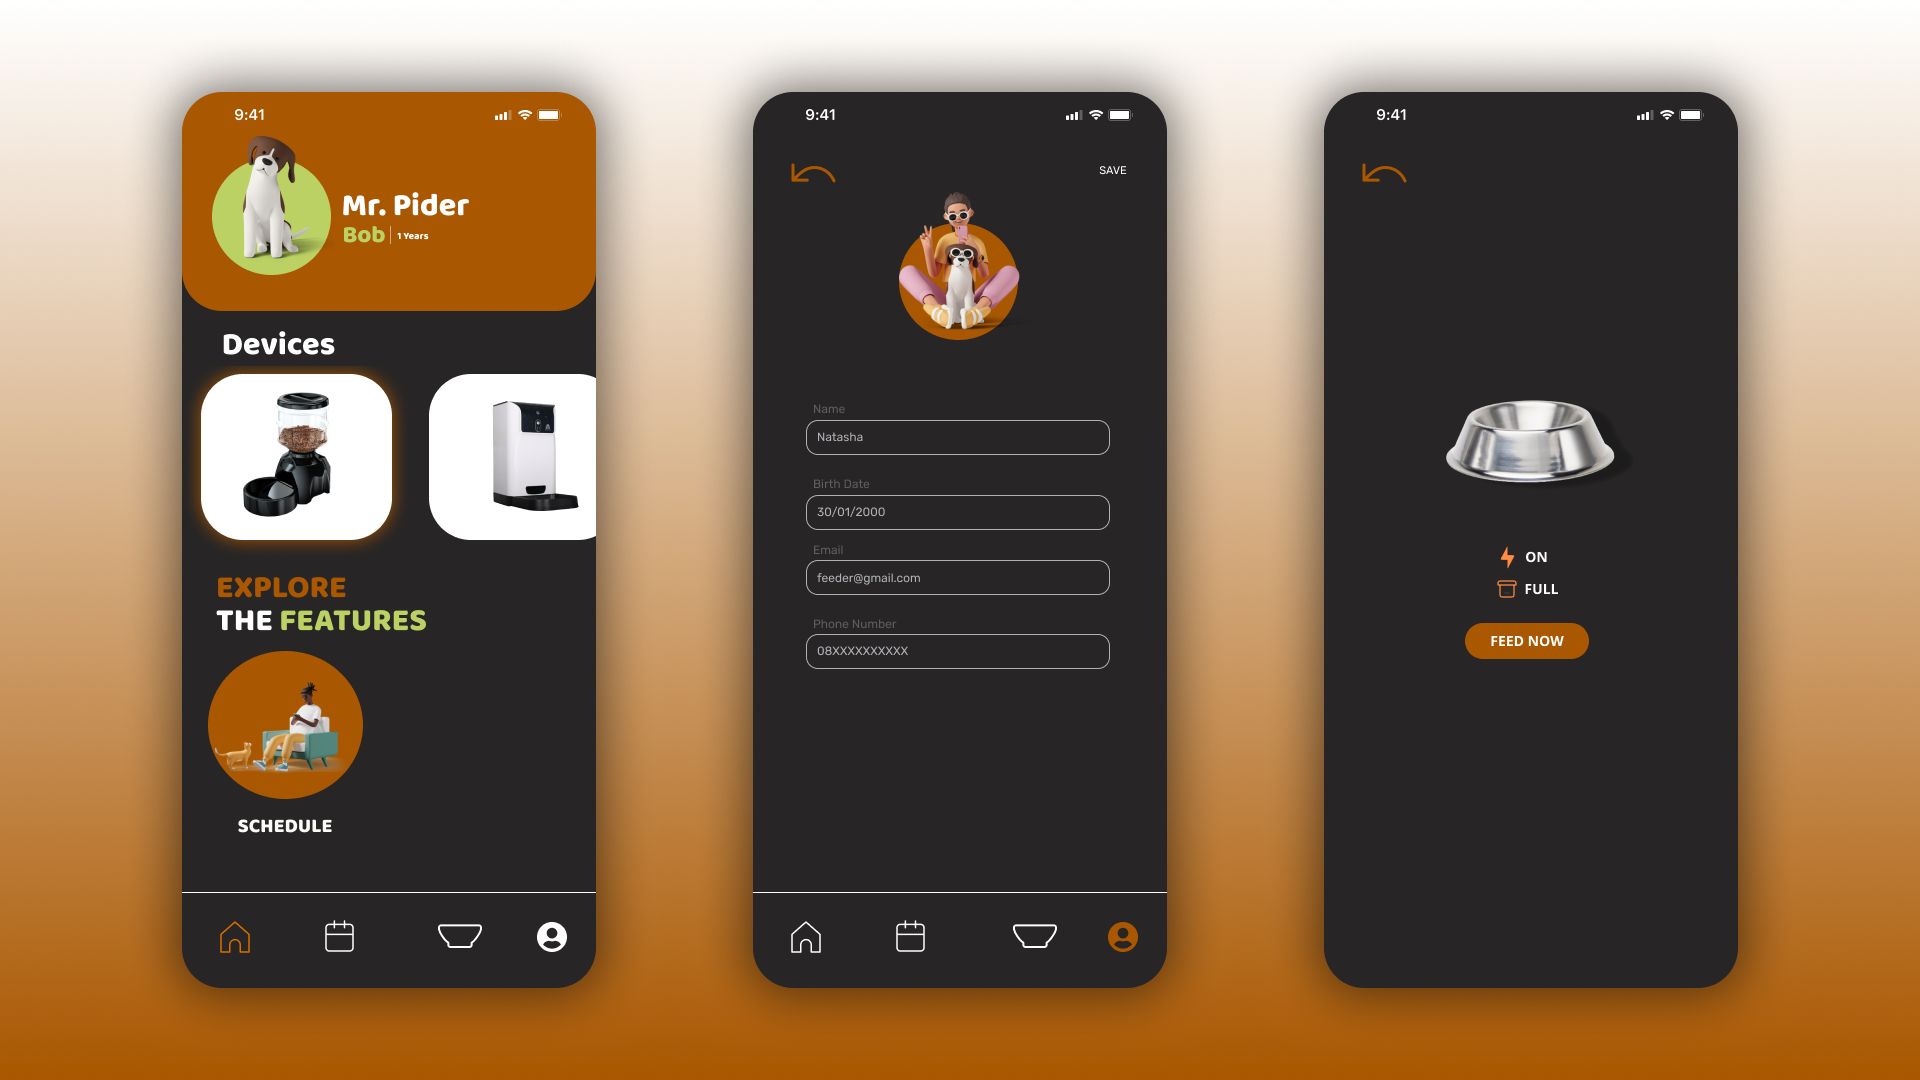 9:41
Mr. Pider
Bob
1 Years
Devices
EXPLORE
THE FEATURES
SCHEDULE
9:41
SAVE
Name
Natasha
Birth Date
30/01/2000
Email
feeder@gmail.com
Phone Number
08XXXXXXXXXX
9:41
ON
FULL
FEED NOW